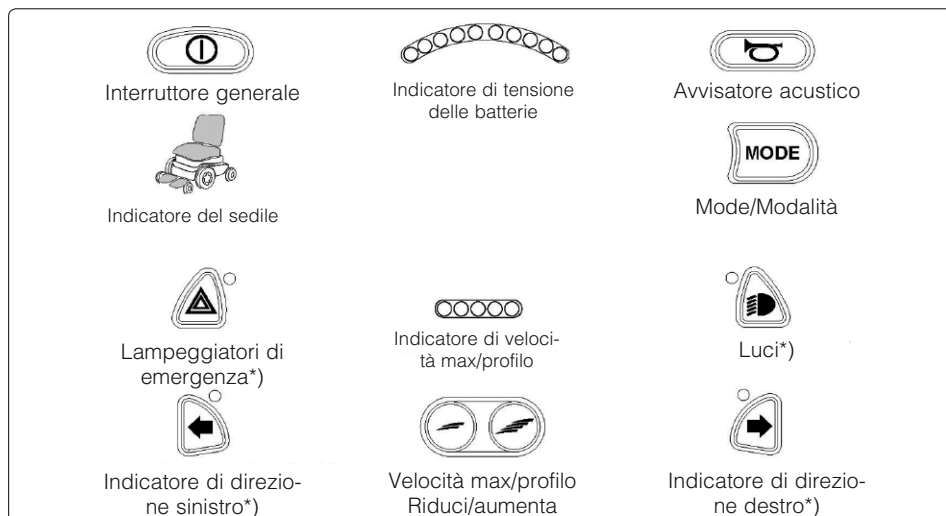 Interruttore generale
Indicatore di tensione
delle batterie
Avvisatore acustico
Indicatore del sedile
MODE
Mode/Modalità
Lampeggiatori di
emergenza*)
Indicatore di veloci-
tà max/profilo
Luci*)
Indicatore di direzio-
ne sinistro*)
Velocità max/profilo
Riduci/aumenta
Indicatore di direzio-
ne destro*)